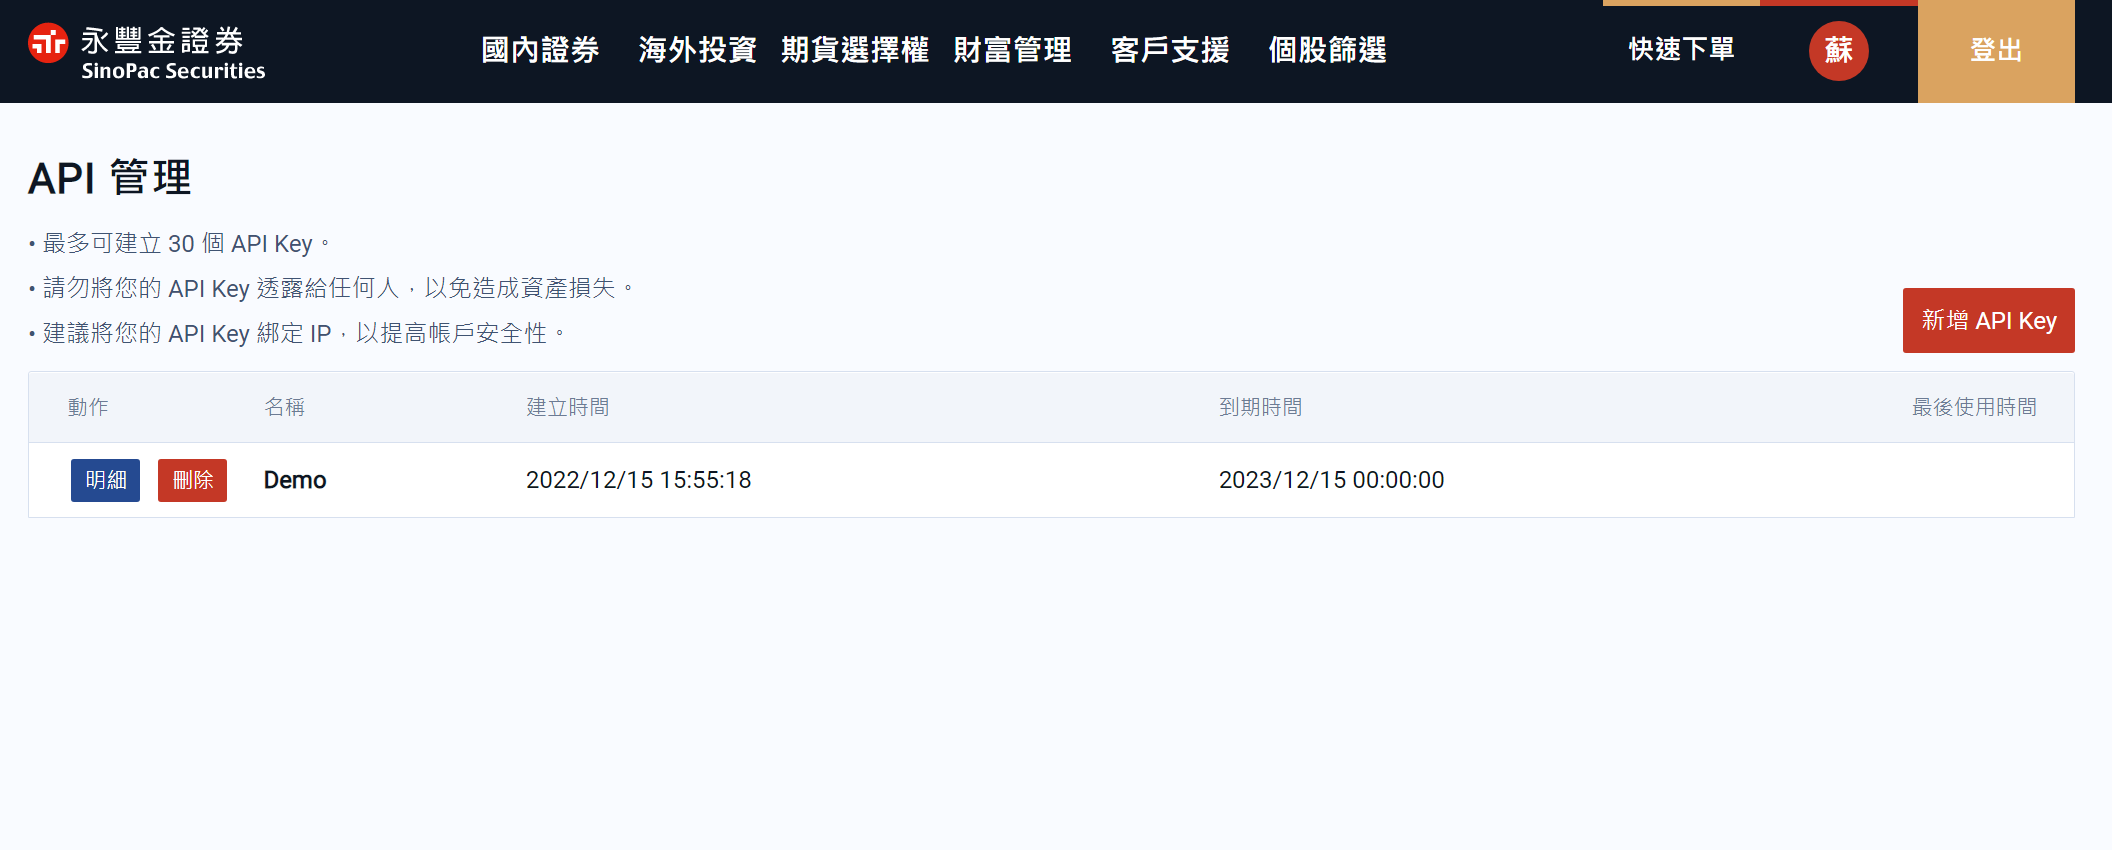 永豐金證券
SinoPac Securities
國內證券 海外投資 期貨選擇權 財富管理 客戶支援 個股篩選 快速下單 蘇 登出
API 管理
• 最多可建立 30 個 API Key。
• 請勿將您的 API Key 透露給任何人，以免造成資產損失。
• 建議將您的 API Key 綁定 IP，以提高帳戶安全性。
新增 API Key
動作 名稱 建立時間 到期時間 最後使用時間
明細 刪除 Demo 2022/12/15 15:55:18 2023/12/15 00:00:00